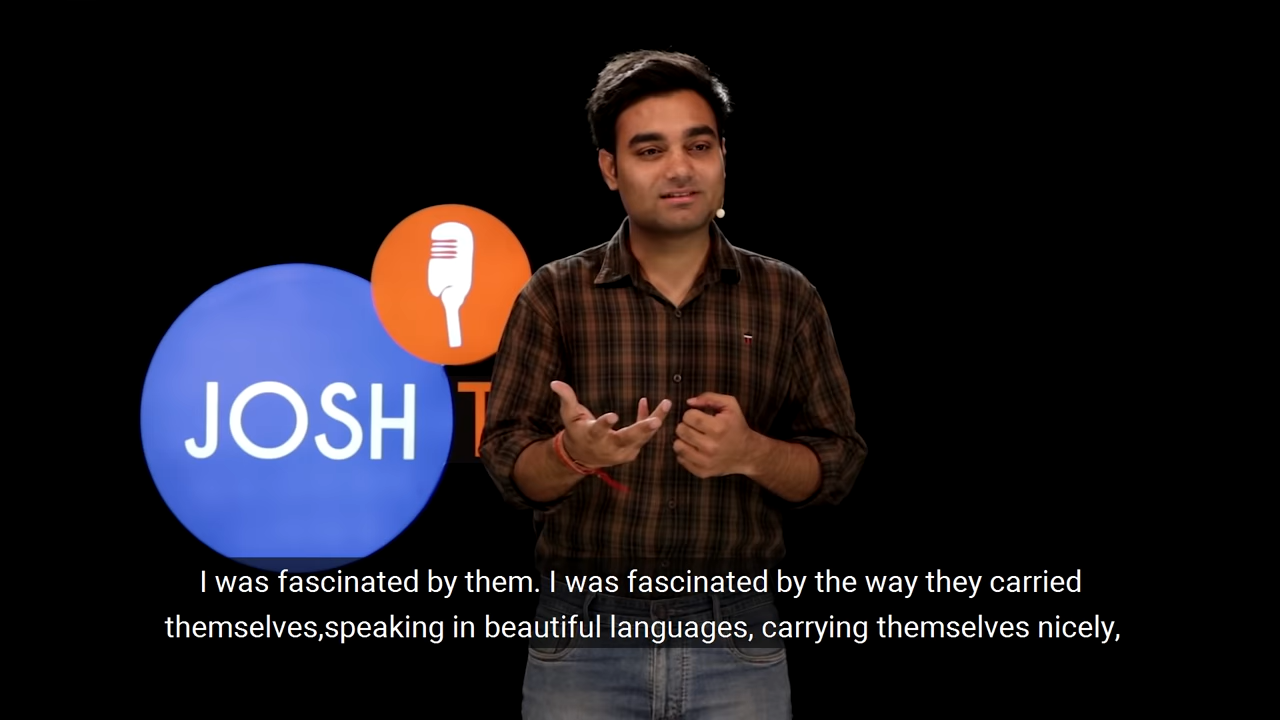 JOSH T
I was fascinated by them. I was fascinated by the way they carried
themselves,speaking in beautiful languages, carrying themselves nicely,